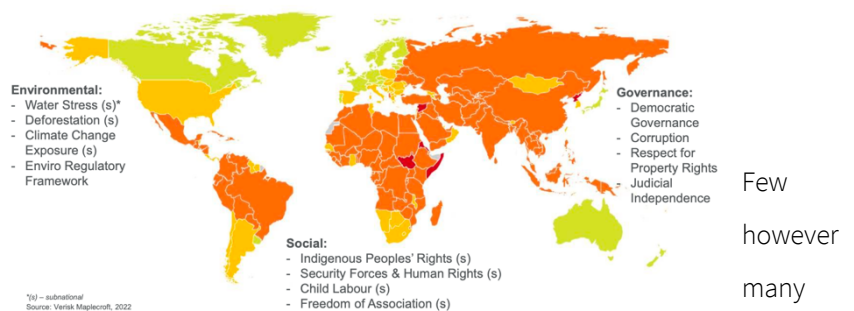 Environmental:
- Water Stress (s)*
- Deforestation (s)
- Climate Change
Exposure (s)
- Enviro Regulatory
Framework
Governance:
- Democratic
Governance
- Corruption
- Respect for
Property Rights
- Judicial
Independence
Social:
- Indigenous Peoples' Rights (s)
- Security Forces & Human Rights (s)
- Child Labour (s)
- Freedom of Association (s)
*(s) – subnational
Source: Verisk Maplecroft, 2022
Few
however
many